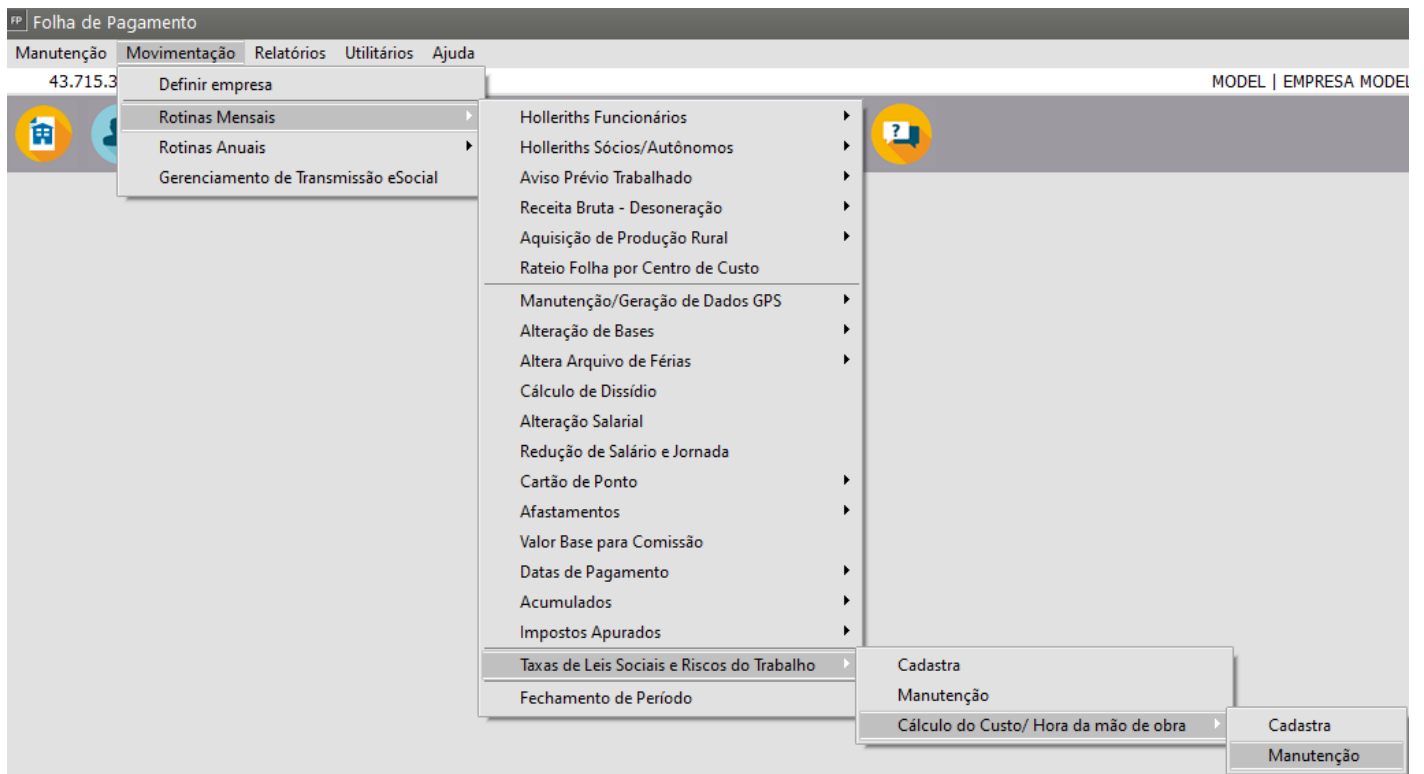 FP Folha de Pagamento
Manutenção Movimentação Relatórios Utilitários Ajuda
43.715.3 MODEL | EMPRESA MODEL
Definir empresa
Rotinas Mensais
Rotinas Anuais
Gerenciamento de Transmissão eSocial
Holleriths Funcionários
Holleriths Sócios/Autônomos
Aviso Prévio Trabalhado
Receita Bruta - Desoneração
Aquisição de Produção Rural
Rateio Folha por Centro de Custo
Manutenção/Geração de Dados GPS
Alteração de Bases
Altera Arquivo de Férias
Cálculo de Dissídio
Alteração Salarial
Redução de Salário e Jornada
Cartão de Ponto
Afastamentos
Valor Base para Comissão
Datas de Pagamento
Acumulados
Impostos Apurados
Taxas de Leis Sociais e Riscos do Trabalho
Fechamento de Período
Cadastra
Manutenção
Cálculo do Custo/ Hora da mão de obra
Cadastra
Manutenção
?